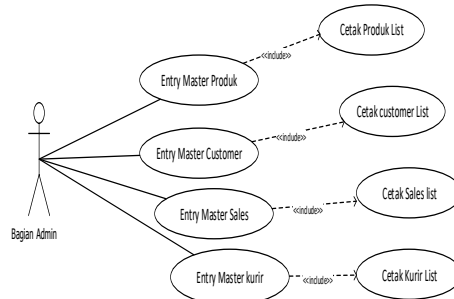 Cetak Produk List
<<include>>
Entry Master Produk
Cetak customer List
<<include>>
Entry Master Customer
Cetak Sales list
<<include>>
Entry Master Sales
Bagian Admin
Cetak Kurir List
<<include>>
Entry Master kurir